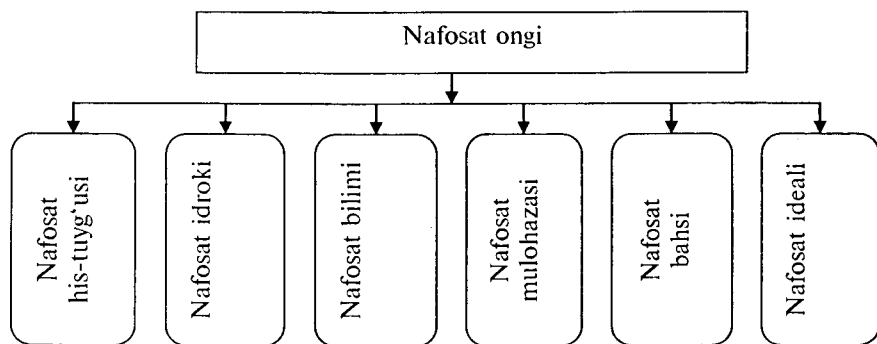 Nafosat ongi
Nafosat
his-tuyg‘usi
Nafosat idroki
Nafosat bilimi
Nafosat
mulohazasi
Nafosat
bahsi
Nafosat ideali